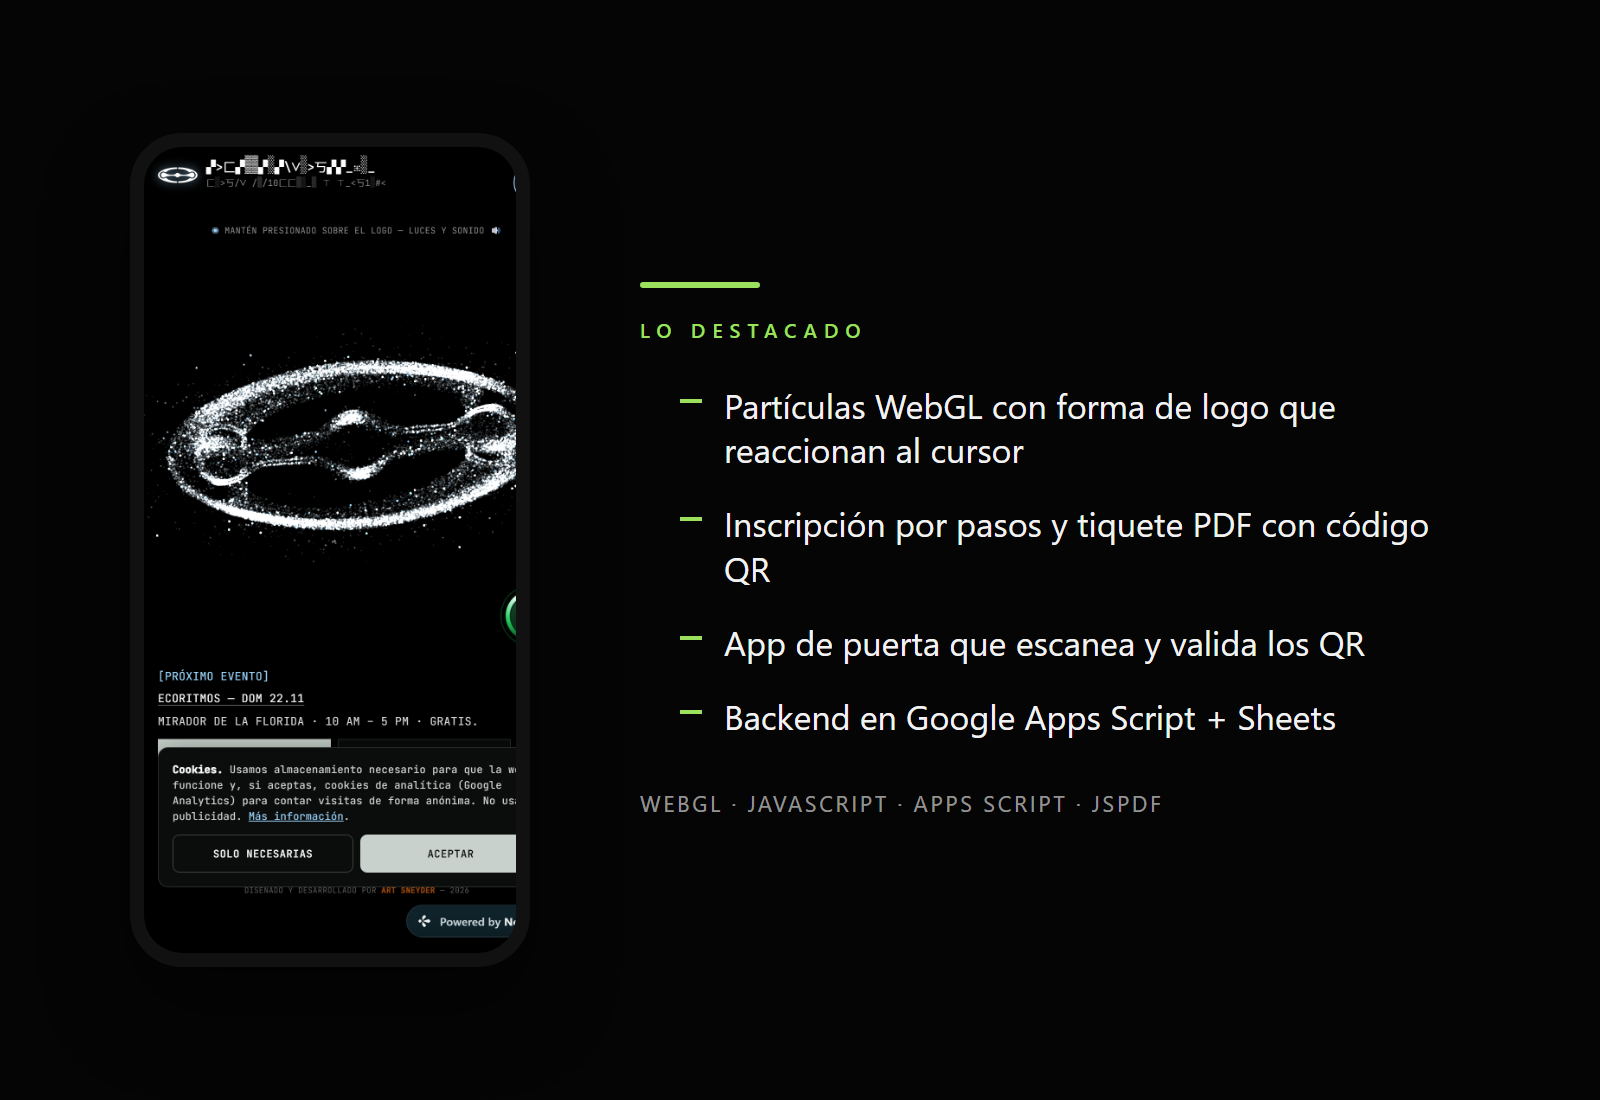 MANTÉN PRESIONADO SOBRE EL LOGO — LUCES Y SONIDO
[PRÓXIMO EVENTO]
ECORITMOS — DOM 22.11
MIRADOR DE LA FLORIDA · 10 AM – 5 PM · GRATIS.
Cookies. Usamos almacenamiento necesario para que la
funcione y, si aceptas, cookies de analítica (Google
Analytics) para contar visitas de forma anónima. No
publicidad. Más información.
SOLO NECESARIAS
ACEPTAR
DISEÑADO Y DESARROLLADO POR ART SNEYDER — 2026
Powered by
LO DESTACADO
Partículas WebGL con forma de logo que
reaccionan al cursor
Inscripción por pasos y tiquete PDF con código
QR
App de puerta que escanea y valida los QR
Backend en Google Apps Script + Sheets
WEBGL · JAVASCRIPT · APPS SCRIPT · JSPDF